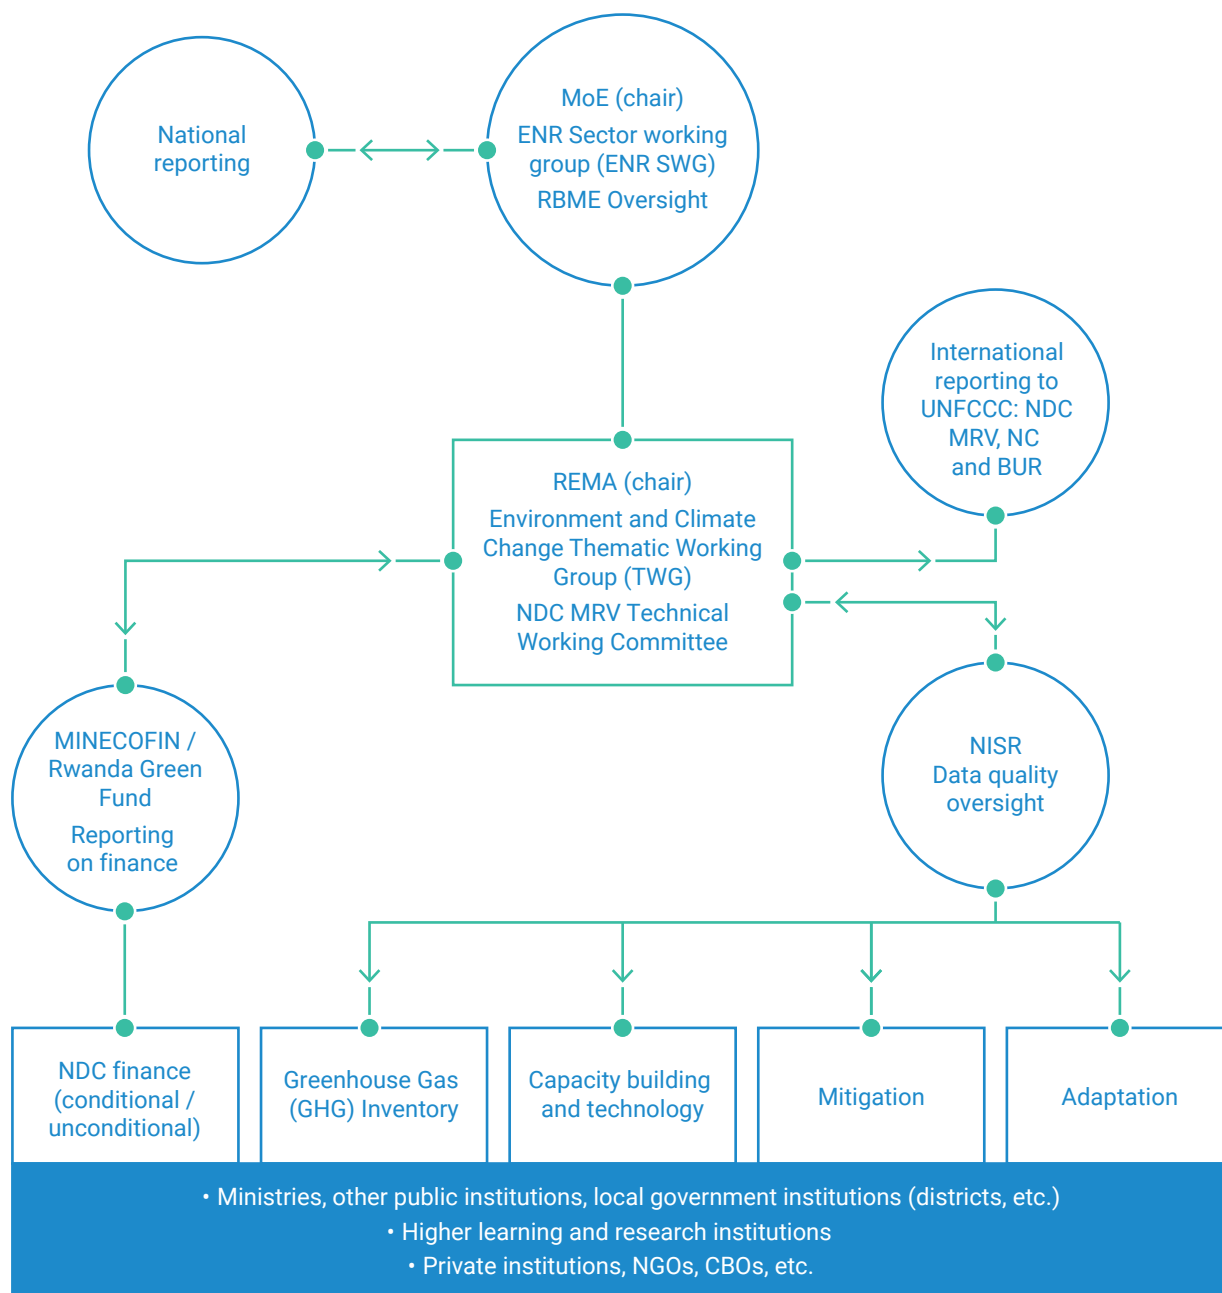 National
reporting
MoE (chair)
ENR Sector working
group (ENR SWG)
RBME Oversight
International
reporting to
UNFCCC: NDC
MRV, NC
and BUR
REMA (chair)
Environment and Climate
Change Thematic Working
Group (TWG)
NDC MRV Technical
Working Committee
MINECOFIN /
Rwanda Green
Fund
Reporting
on finance
NISR
Data quality
oversight
NDC finance
(conditional /
unconditional)
Greenhouse Gas
(GHG) Inventory
Capacity building
and technology
Mitigation
Adaptation
• Ministries, other public institutions, local government institutions (districts, etc.)
• Higher learning and research institutions
• Private institutions, NGOs, CBOs, etc.